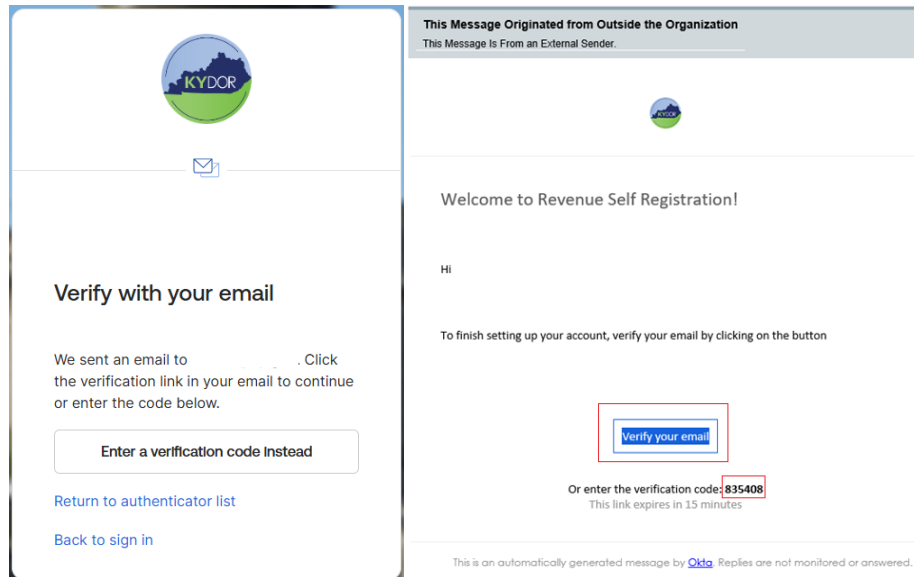 KYDOR
Verify with your email
We sent an email to . Click
the verification link in your email to continue
or enter the code below.
Enter a verification code instead
Return to authenticator list
Back to sign in
This Message Originated from Outside the Organization
This Message Is From an External Sender.
KYDOR
Welcome to Revenue Self Registration!
Hi
To finish setting up your account, verify your email by clicking on the button
Verify your email
Or enter the verification code: 835408
This link expires in 15 minutes
This is an automatically generated message by Okta. Replies are not monitored or answered.